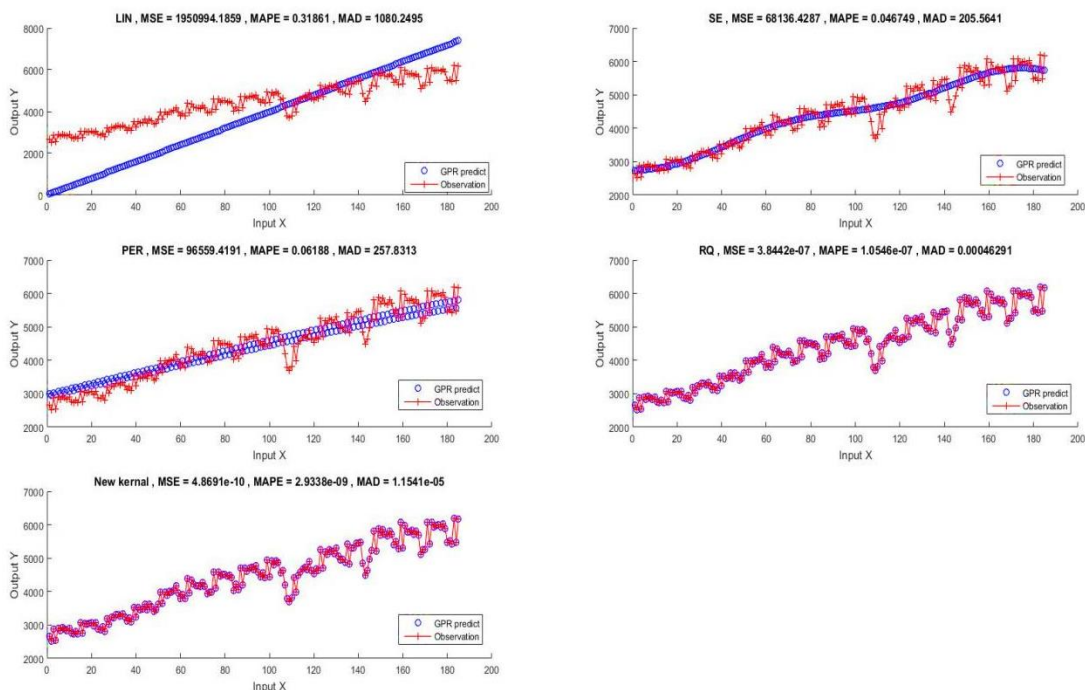 LIN , MSE = 1950994.1859 , MAPE = 0.31861 , MAD = 1080.2495
8000
6000
4000
2000
0
Output Y
GPR predict
Observation
0 20 40 60 80 100 120 140 160 180 200
Input X
SE , MSE = 68136.4287 , MAPE = 0.046749 , MAD = 205.5641
7000
6000
5000
4000
3000
2000
Output Y
GPR predict
Observation
0 20 40 60 80 100 120 140 160 180 200
Input X
PER , MSE = 96559.4191 , MAPE = 0.06188 , MAD = 257.8313
7000
6000
5000
4000
3000
2000
Output Y
GPR predict
Observation
0 20 40 60 80 100 120 140 160 180 200
Input X
RQ , MSE = 3.8442e-07 , MAPE = 1.0546e-07 , MAD = 0.00046291
7000
6000
5000
4000
3000
2000
Output Y
GPR predict
Observation
0 20 40 60 80 100 120 140 160 180 200
Input X
New kernal , MSE = 4.8691e-10 , MAPE = 2.9338e-09 , MAD = 1.1541e-05
7000
6000
5000
4000
3000
2000
Output Y
GPR predict
Observation
0 20 40 60 80 100 120 140 160 180 200
Input X